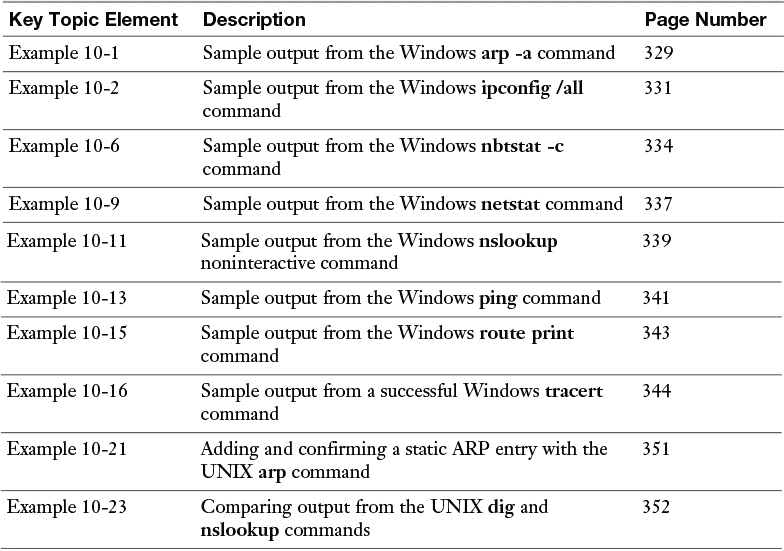 Key Topic Element Description Page Number
Example 10-1 Sample output from the Windows arp -a command 329
Example 10-2 Sample output from the Windows ipconfig /all 331
command
Example 10-6 Sample output from the Windows nbtstat -c 334
command
Example 10-9 Sample output from the Windows netstat command 337
Example 10-11 Sample output from the Windows nslookup 339
noninteractive command
Example 10-13 Sample output from the Windows ping command 341
Example 10-15 Sample output from the Windows route print 343
command
Example 10-16 Sample output from a successful Windows tracert 344
command
Example 10-21 Adding and confirming a static ARP entry with the 351
UNIX arp command
Example 10-23 Comparing output from the UNIX dig and 352
nslookup commands